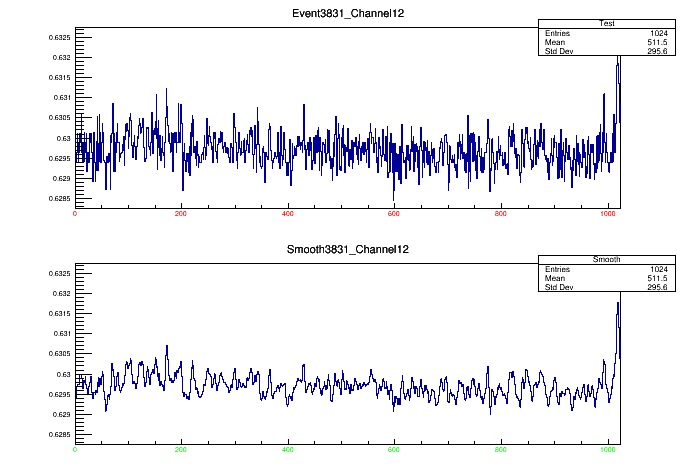 Event3831_Channel12
Test
Entries 1024
Mean 511.5
Std Dev 295.6
0.6325
0.632
0.6315
0.631
0.6305
0.63
0.6295
0.629
0.6285
0 200 400 600 800 1000
Smooth3831_Channel12
Smooth
Entries 1024
Mean 511.5
Std Dev 295.6
0.6325
0.632
0.6315
0.631
0.6305
0.63
0.6295
0.629
0.6285
0 200 400 600 800 1000